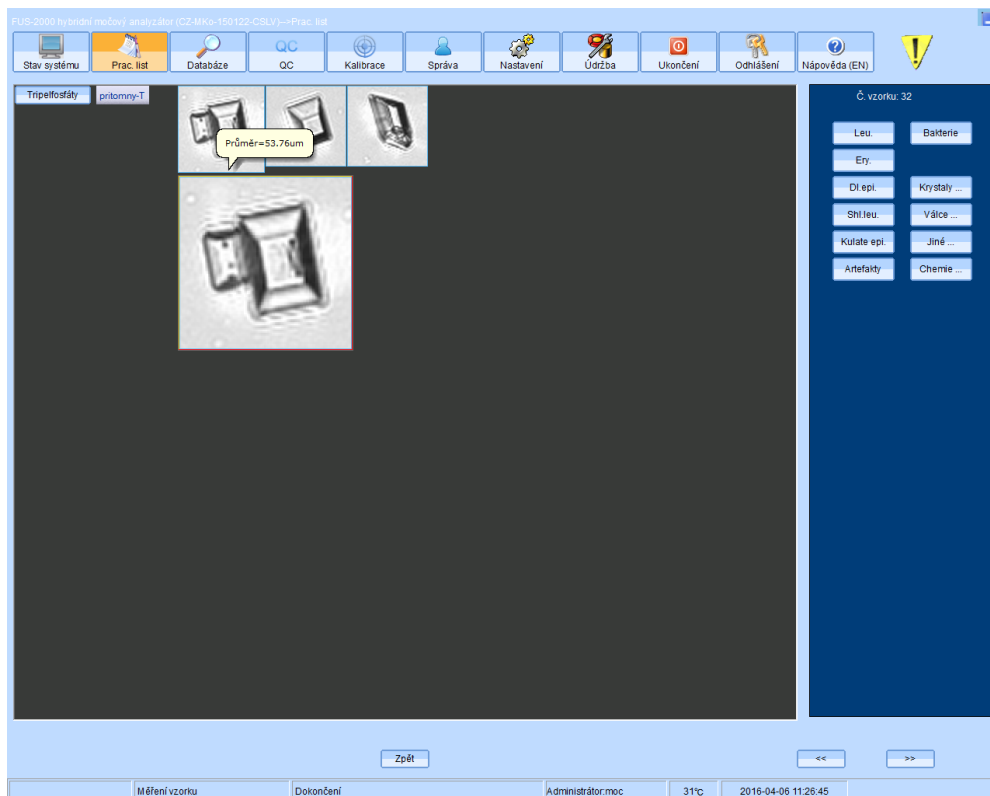 FUS-2000 hybridní močový analyzátor (CZ-MKo-150122-CSLV)-->Prac. list
Stav systému
Prac. list
Databáze
QC
QC
Kalibrace
Správa
Nastavení
Údržba
Ukončení
Odhlášení
Nápověda (EN)
Tripelfosfáty
pritomny-T
Průměr=53.76um
Č. vzorku: 32
Leu.
Bakterie
Ery.
Dl.epi.
Krystaly ...
Shl.leu.
Válce ...
Kulate epi.
Jiné ...
Artefakty
Chemie ...
Zpět
<<
>>
Měření vzorku
Dokončení
Administrátor:moc
31℃
2016-04-06 11:26:45